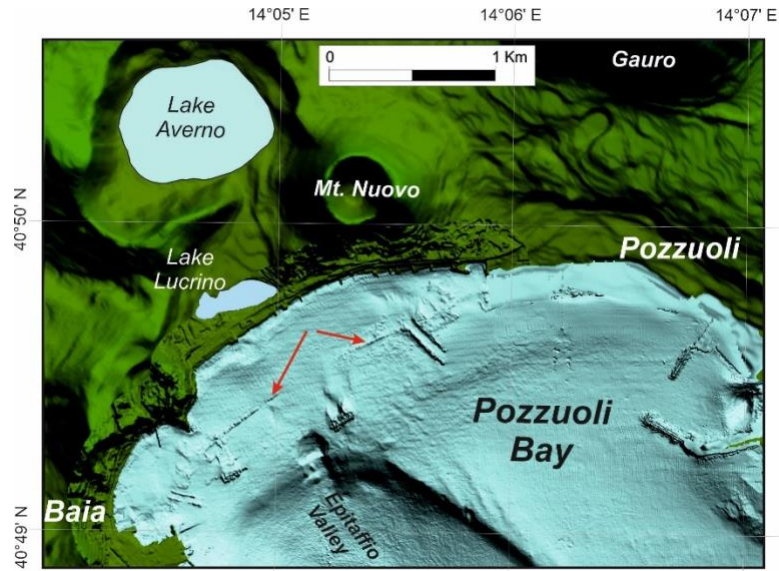 14°05' E
14°06' E
14°07' E
0
1 Km
Gauro
Lake
Averno
Mt. Nuovo
40°50' N
Pozzuoli
Lake
Lucrino
Pozzuoli
Bay
Baia
Epitaffio
Valley
40°49' N